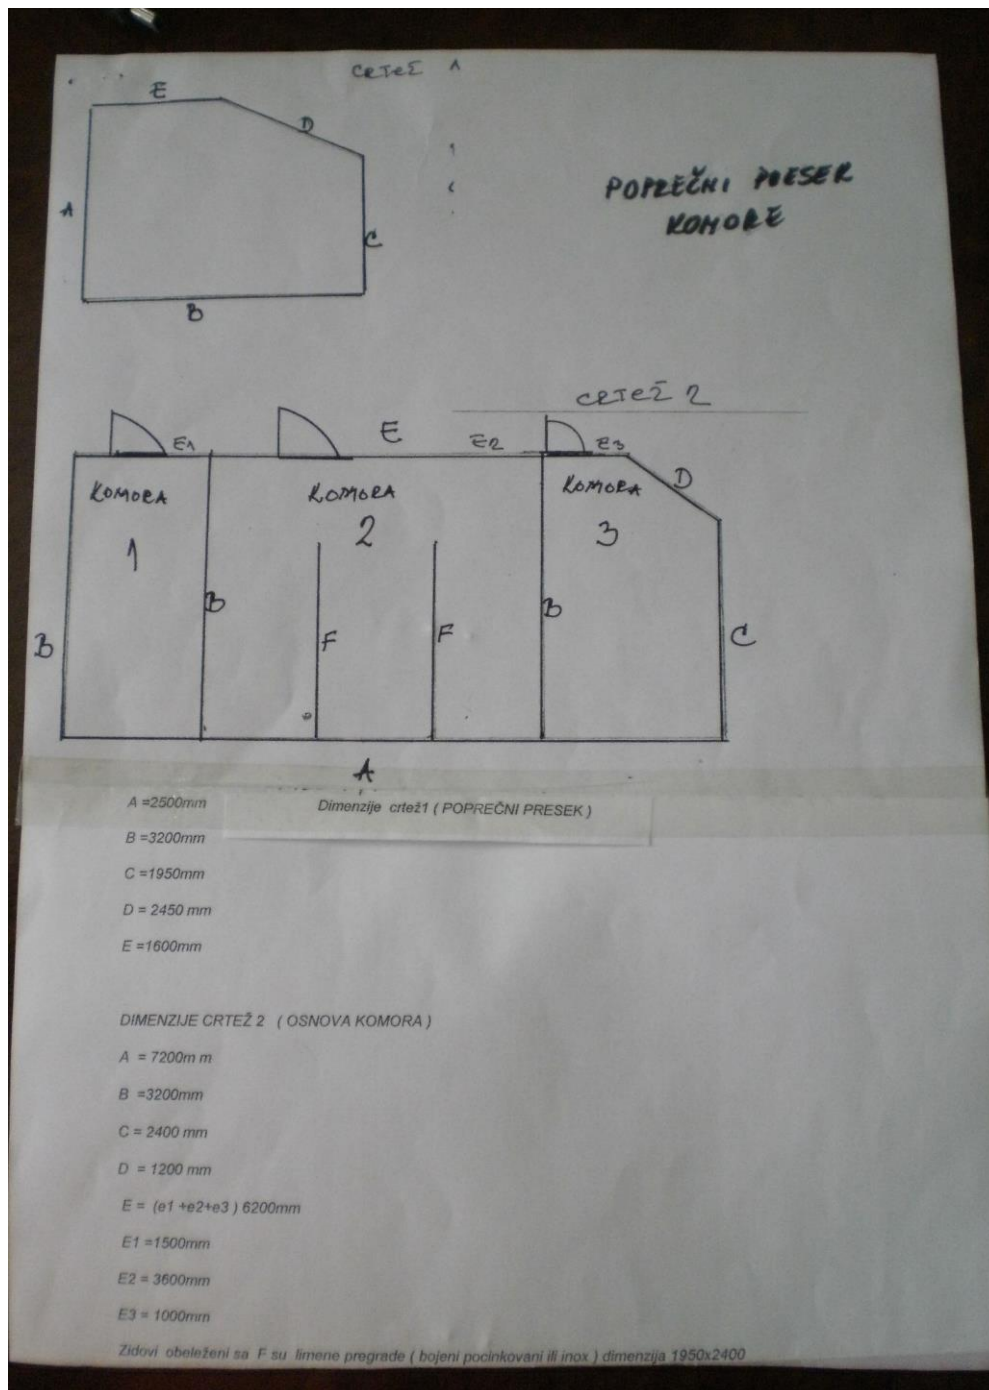 CRTEŽ 1
E
D
POPREČNI PRESEK
KOMORE
A
C
B
CRTEŽ 2
E1
E
E2
E3
D
KOMORA
1
KOMORA
2
KOMORA
3
B
B
F
F
B
C
A
A =2500mm
Dimenzije crtež1 ( POPREČNI PRESEK )
B =3200mm
C =1950mm
D = 2450 mm
E =1600mm
DIMENZIJE CRTEŽ 2 ( OSNOVA KOMORA )
A = 7200m m
B =3200mm
C = 2400 mm
D = 1200 mm
E = (e1 +e2+e3 ) 6200mm
E1 =1500mm
E2 = 3600mm
E3 = 1000mm
Zidovi obeleženi sa F su limene pregrade ( bojeni pocinkovani ili inox ) dimenzija 1950x2400